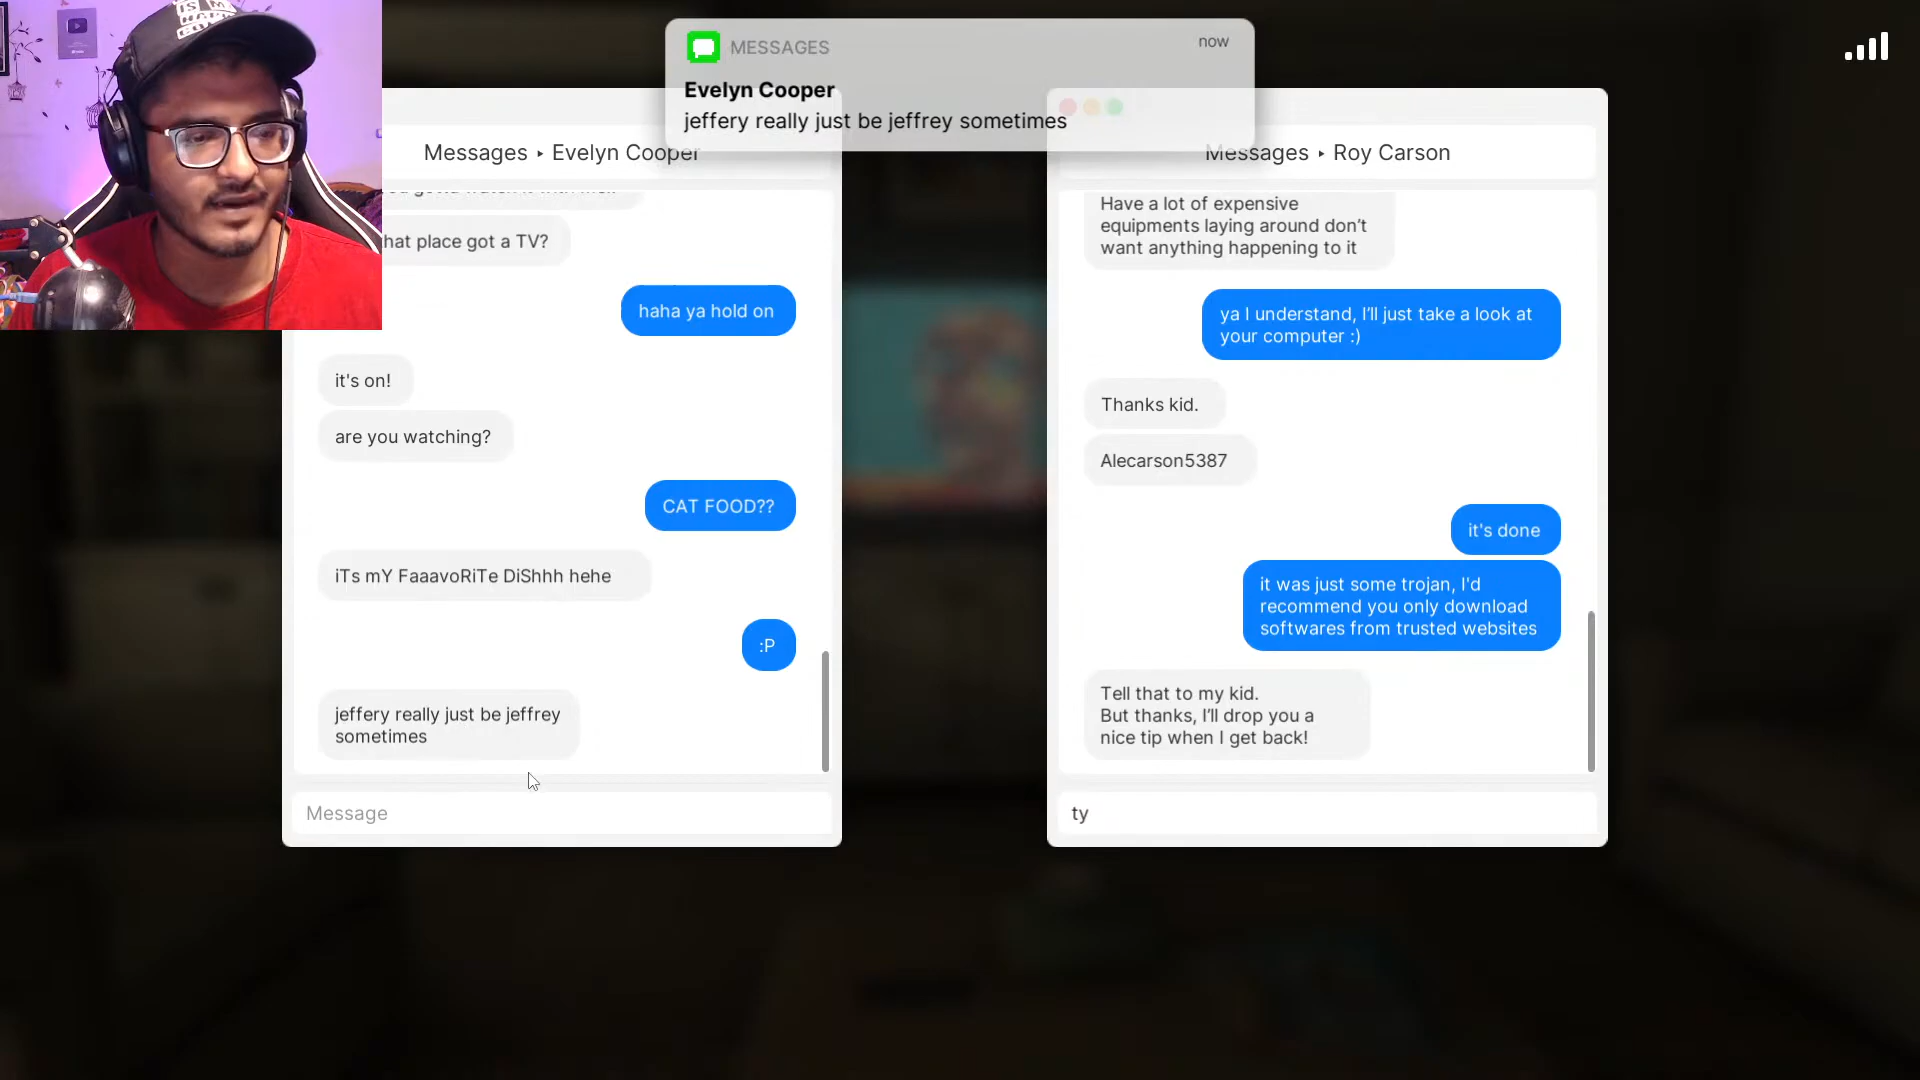 IS MY
MESSAGES
now
Evelyn Cooper
jeffery really just be jeffrey sometimes
Messages ▸ Evelyn Cooper
hat place got a TV?
haha ya hold on
it's on!
are you watching?
CAT FOOD??
iTs mY FaaavoRiTe DiShhh hehe
:P
jeffery really just be jeffrey
sometimes
Message
Messages ▸ Roy Carson
Have a lot of expensive
equipments laying around don’t
want anything happening to it
ya I understand, I’ll just take a look at
your computer :)
Thanks kid.
Alecarson5387
it's done
it was just some trojan, I'd
recommend you only download
softwares from trusted websites
Tell that to my kid.
But thanks, I’ll drop you a
nice tip when I get back!
ty